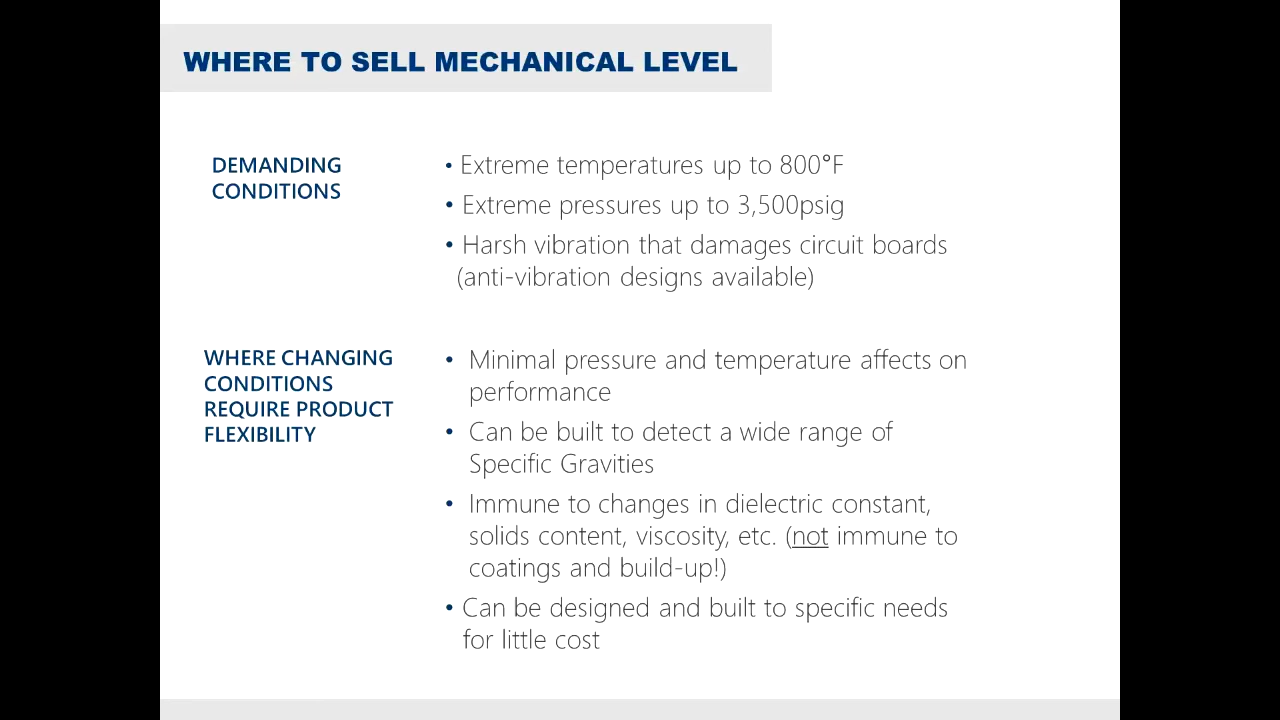 WHERE TO SELL MECHANICAL LEVEL
DEMANDING
CONDITIONS
• Extreme temperatures up to 800°F
• Extreme pressures up to 3,500psig
• Harsh vibration that damages circuit boards
(anti-vibration designs available)
WHERE CHANGING
CONDITIONS
REQUIRE PRODUCT
FLEXIBILITY
• Minimal pressure and temperature affects on
performance
• Can be built to detect a wide range of
Specific Gravities
• Immune to changes in dielectric constant,
solids content, viscosity, etc. (not immune to
coatings and build-up!)
• Can be designed and built to specific needs
for little cost